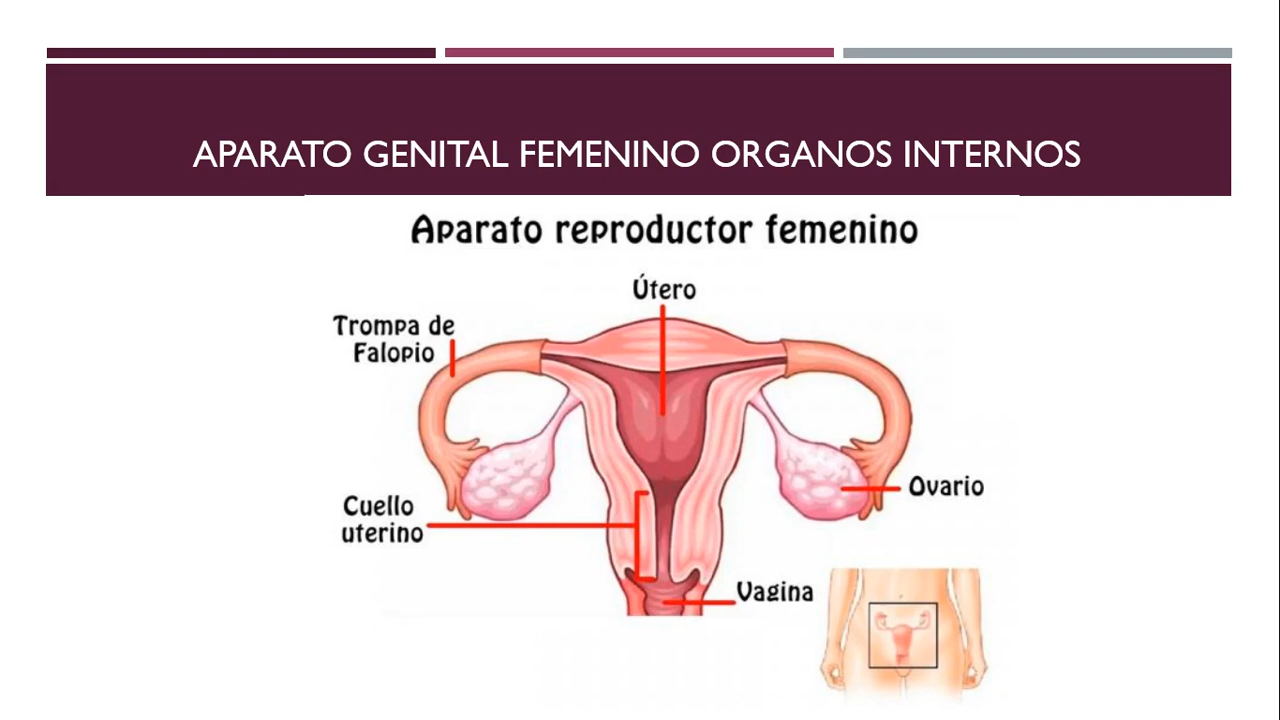 APARATO GENITAL FEMENINO ORGANOS INTERNOS
Aparato reproductor femenino
Útero
Trompa de
Falopio
Ovario
Cuello
uterino
Vagina